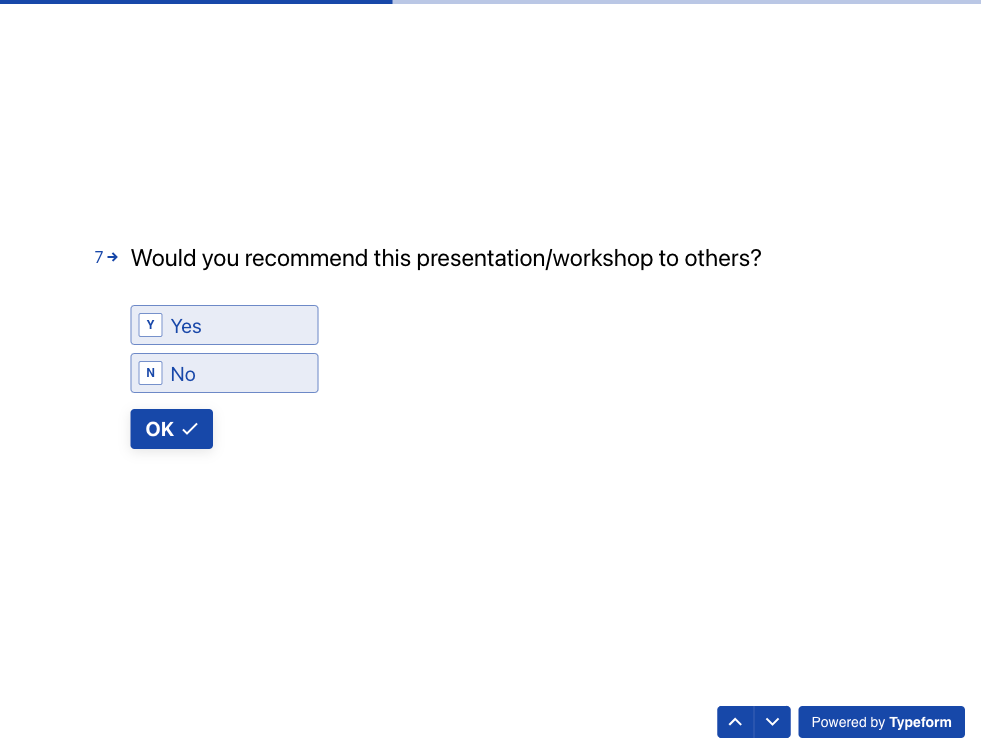 7 Would you recommend this presentation/workshop to others?
Y Yes
N No
OK
Powered by Typeform